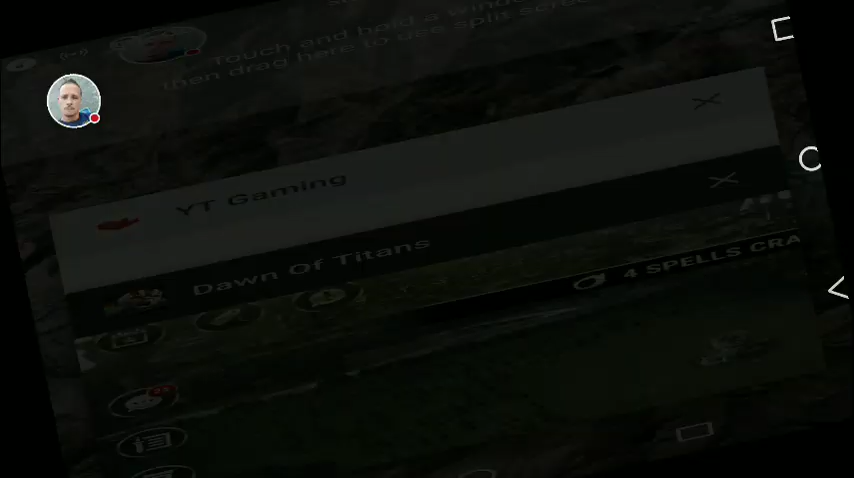 Touch and hold a window
then drag here to use split screen
YT Gaming
Dawn Of Titans
4 SPELLS CRA